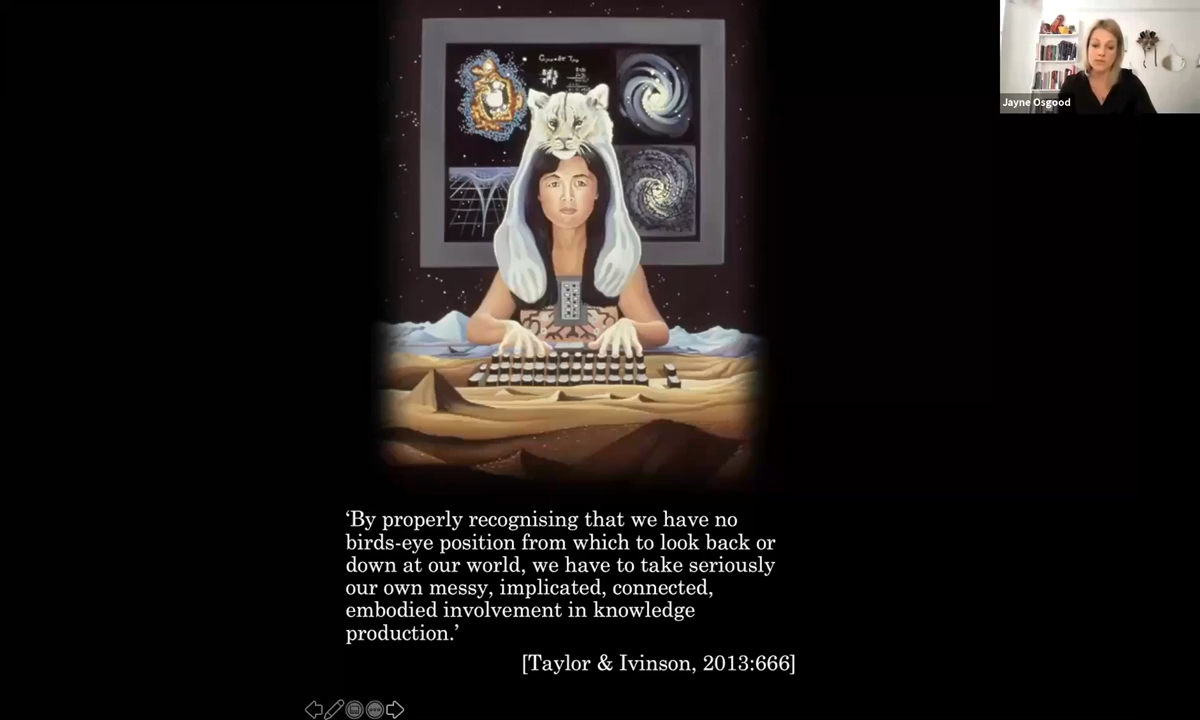 Jayne Osgood
‘By properly recognising that we have no
birds-eye position from which to look back or
down at our world, we have to take seriously
our own messy, implicated, connected,
embodied involvement in knowledge
production.’
[Taylor & Ivinson, 2013:666]